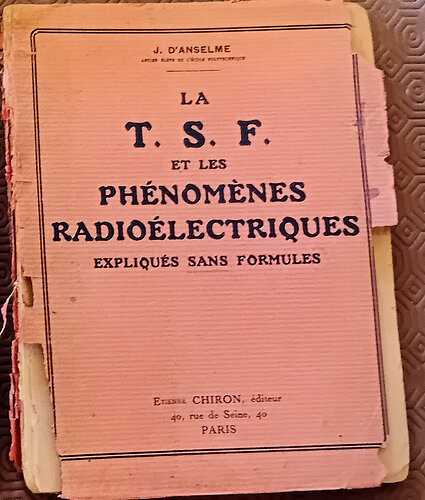 J. D'ANSELME
ANCIEN ÉLÈVE DE L'ÉCOLE POLYTECHNIQUE
LA
T. S. F.
ET LES
PHÉNOMÈNES
RADIOÉLECTRIQUES
EXPLIQUÉS SANS FORMULES
ETIENNE CHIRON, éditeur
40, rue de Seine, 40
PARIS